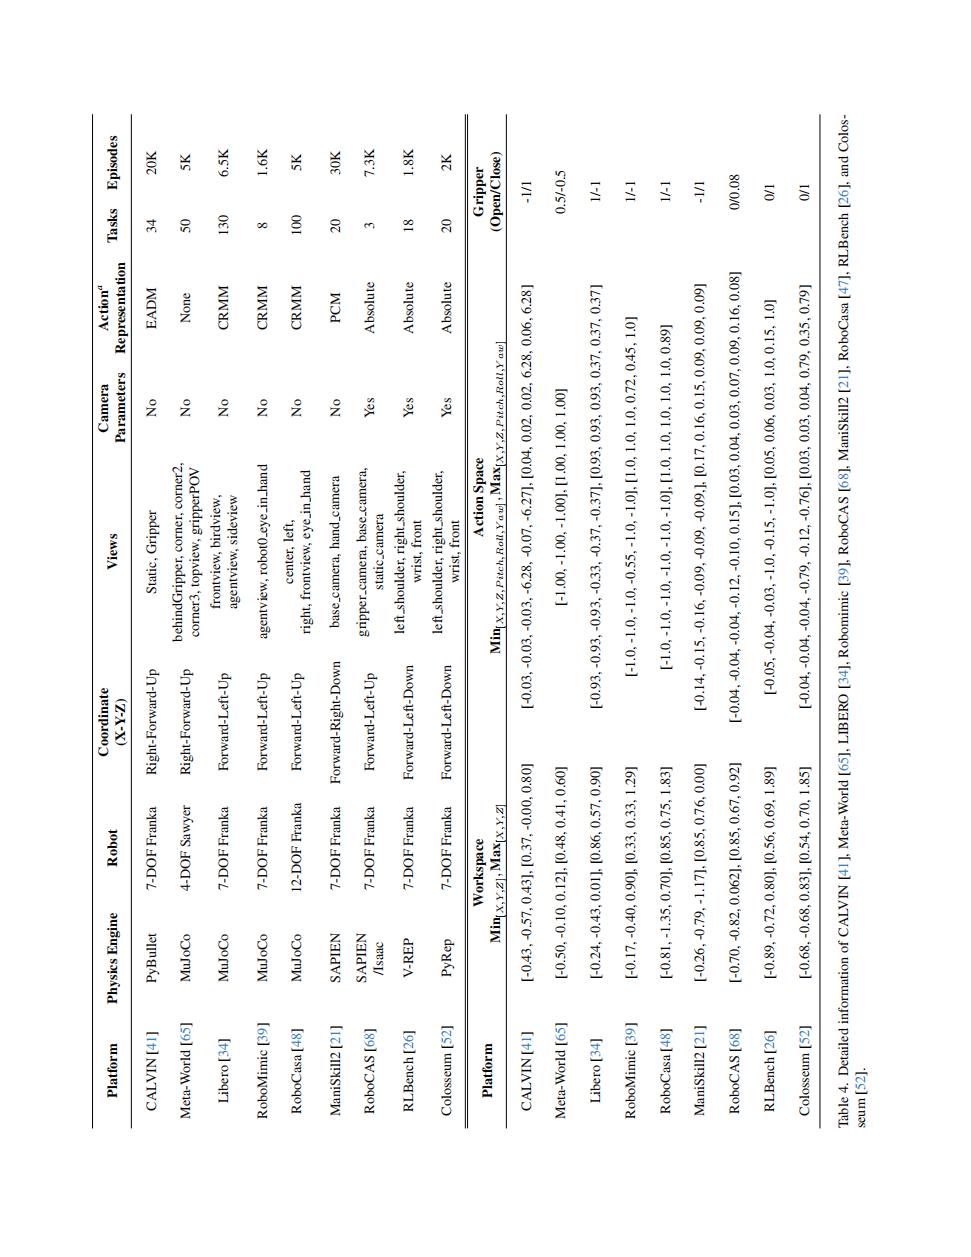 Platform Physics Engine Robot Coordinate (X-Y-Z) Views Camera Parameters Action^a Representation Tasks Episodes
CALVIN [41] PyBullet 7-DOF Franka Right-Forward-Up Static, Gripper No EADM 34 20K
Meta-World [65] MuJoCo 4-DOF Sawyer Right-Forward-Up behindGripper, corner, corner2, corner3, topview, gripperPOV No None 50 5K
Libero [34] MuJoCo 7-DOF Franka Forward-Left-Up frontview, birdview, agentview, sideview No CRMM 130 6.5K
RoboMimic [39] MuJoCo 7-DOF Franka Forward-Left-Up agentview, robot0_eye_in_hand No CRMM 8 1.6K
RoboCasa [48] MuJoCo 12-DOF Franka Forward-Left-Up center, left, right, frontview, eye_in_hand No CRMM 100 5K
ManiSkill2 [21] SAPIEN 7-DOF Franka Forward-Right-Down base_camera, hand_camera No PCM 20 30K
RoboCAS [68] SAPIEN /Isaac 7-DOF Franka Forward-Left-Up gripper_camera, base_camera, static_camera Yes Absolute 3 7.3K
RLBench [26] V-REP 7-DOF Franka Forward-Left-Down left_shoulder, right_shoulder, wrist, front Yes Absolute 18 1.8K
Colosseum [52] PyRep 7-DOF Franka Forward-Left-Down left_shoulder, right_shoulder, wrist, front Yes Absolute 20 2K
Platform Workspace Min[X,Y,Z], Max[X,Y,Z] Action Space Min[X,Y,Z,Pitch,Roll,Yaw], Max[X,Y,Z,Pitch,Roll,Yaw] Gripper (Open/Close)
CALVIN [41] [-0.43, -0.57, 0.43], [0.37, -0.00, 0.80] [-0.03, -0.03, -0.03, -6.28, -0.07, -6.27], [0.04, 0.02, 0.02, 6.28, 0.06, 6.28] -1/1
Meta-World [65] [-0.50, -0.10, 0.12], [0.48, 0.41, 0.60] [-1.00, -1.00, -1.00], [1.00, 1.00, 1.00] 0.5/-0.5
Libero [34] [-0.24, -0.43, 0.01], [0.86, 0.57, 0.90] [-0.93, -0.93, -0.93, -0.33, -0.37, -0.37], [0.93, 0.93, 0.93, 0.37, 0.37, 0.37] 1/-1
RoboMimic [39] [-0.17, -0.40, 0.90], [0.33, 0.33, 1.29] [-1.0, -1.0, -1.0, -0.55, -1.0, -1.0], [1.0, 1.0, 1.0, 0.72, 0.45, 1.0] 1/-1
RoboCasa [48] [-0.81, -1.35, 0.70], [0.85, 0.75, 1.83] [-1.0, -1.0, -1.0, -1.0, -1.0, -1.0], [1.0, 1.0, 1.0, 1.0, 1.0, 0.89] 1/-1
ManiSkill2 [21] [-0.26, -0.79, -1.17], [0.85, 0.76, 0.00] [-0.14, -0.15, -0.16, -0.09, -0.09, -0.09,], [0.17, 0.16, 0.15, 0.09, 0.09, 0.09] -1/1
RoboCAS [68] [-0.70, -0.82, 0.062], [0.85, 0.67, 0.92] [-0.04, -0.04, -0.04, -0.12, -0.10, 0.15], [0.03, 0.04, 0.03, 0.07, 0.09, 0.16, 0.08] 0/0.08
RLBench [26] [-0.89, -0.72, 0.80], [0.56, 0.69, 1.89] [-0.05, -0.04, -0.03, -1.0, -0.15, -1.0], [0.05, 0.06, 0.03, 1.0, 0.15, 1.0] 0/1
Colosseum [52] [-0.68, -0.68, 0.83], [0.54, 0.70, 1.85] [-0.04, -0.04, -0.04, -0.79, -0.12, -0.76], [0.03, 0.03, 0.04, 0.79, 0.35, 0.79] 0/1
Table 4. Detailed information of CALVIN [41], Meta-World [65], LIBERO [34], Robomimic [39], RoboCAS [68], ManiSkill2 [21], RoboCasa [47], RLBench [26], and Colos-
seum [52].